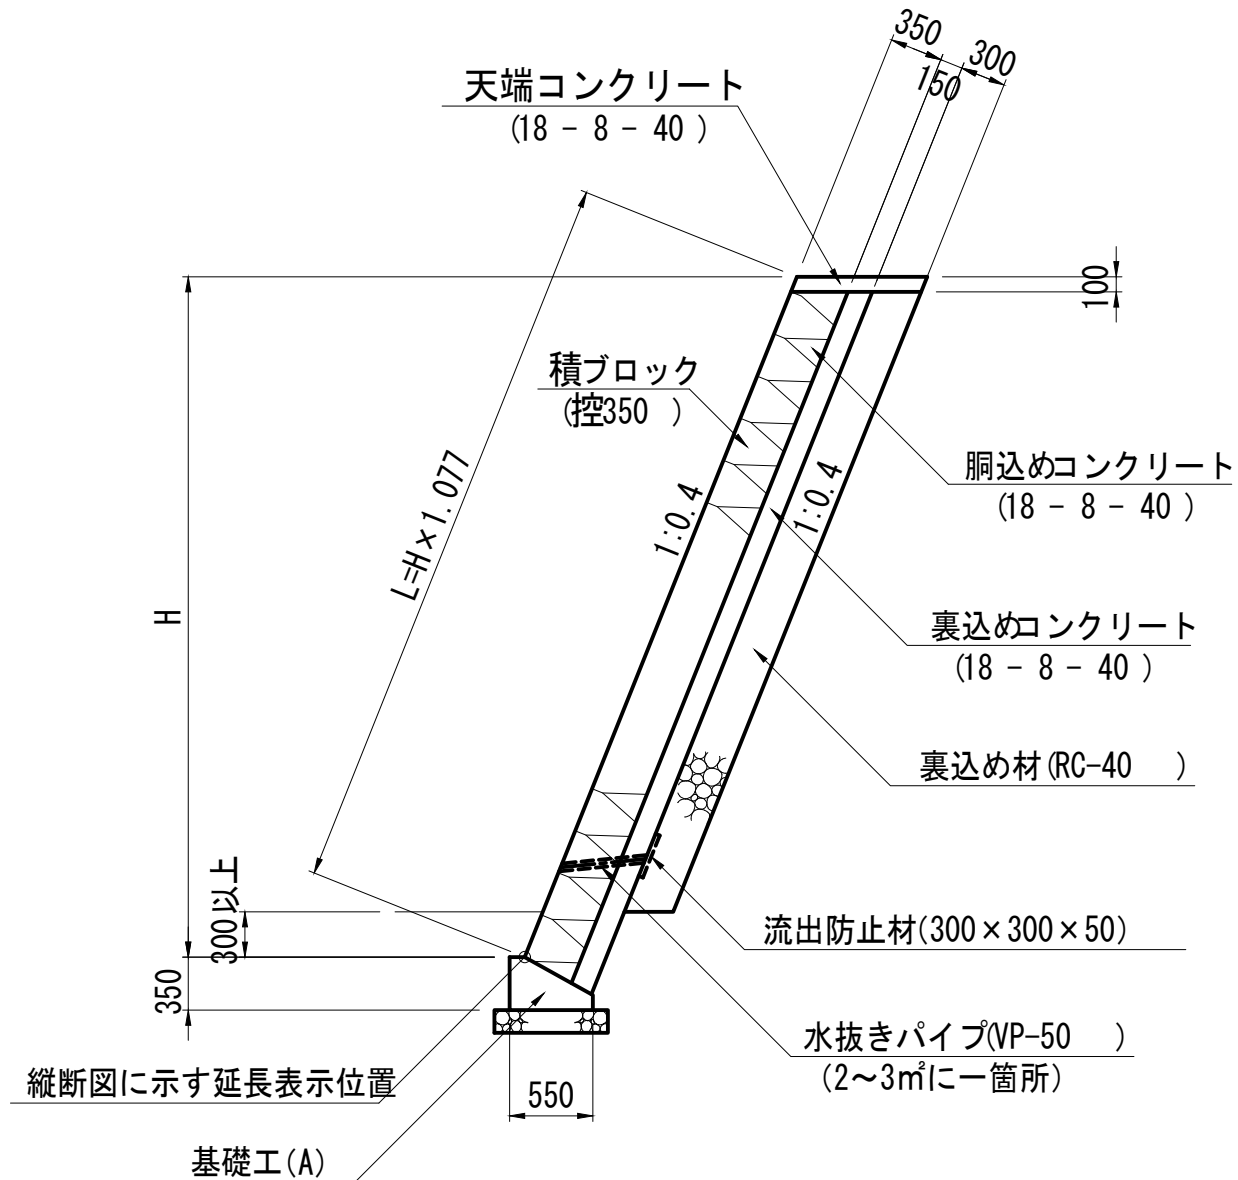 350
150
300
天端コンクリート
(18 - 8 - 40 )
100
積ブロック
(控350 )
胴込めコンクリート
(18 - 8 - 40 )
L=H×1.077
1:0.4
1:0.4
H
裏込めコンクリート
(18 - 8 - 40 )
裏込め材(RC-40 )
300以上
流出防止材(300×300×50)
350
水抜きパイプ(VP-50 )
(2～3㎡に一箇所)
縦断図に示す延長表示位置
550
基礎工(A)